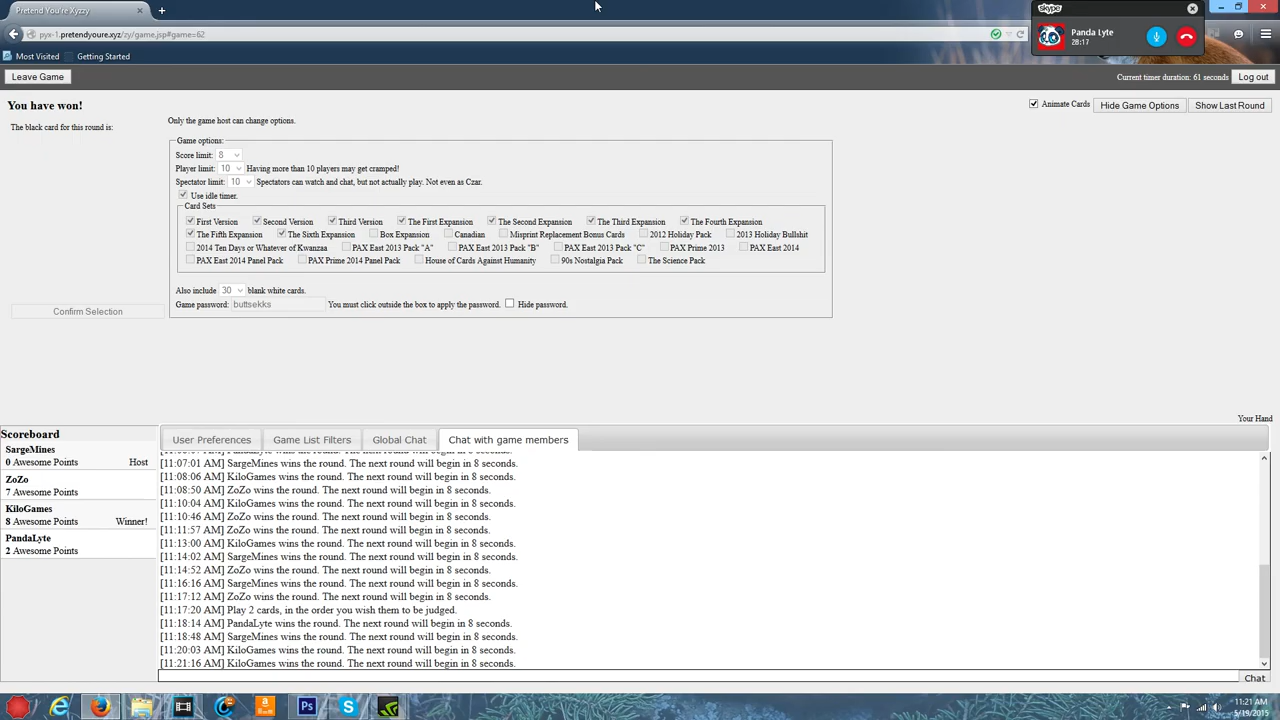 Pretend You're Xyzzy
skype
Panda Lyte
28:17
pyx-1.pretendyoure.xyz/zy/game.jsp#game=62
Most Visited Getting Started
Leave Game
Current timer duration: 61 seconds Log out
You have won!
Animate Cards Hide Game Options Show Last Round
The black card for this round is:
Only the game host can change options.
Game options:
Score limit: 8
Player limit: 10 Having more than 10 players may get cramped!
Spectator limit: 10 Spectators can watch and chat, but not actually play. Not even as Czar.
Use idle timer.
Card Sets
First Version Second Version Third Version The First Expansion The Second Expansion The Third Expansion The Fourth Expansion
The Fifth Expansion The Sixth Expansion Box Expansion Canadian Misprint Replacement Bonus Cards 2012 Holiday Pack 2013 Holiday Bullshit
2014 Ten Days or Whatever of Kwanzaa PAX East 2013 Pack "A" PAX East 2013 Pack "B" PAX East 2013 Pack "C" PAX Prime 2013 PAX East 2014
PAX East 2014 Panel Pack PAX Prime 2014 Panel Pack House of Cards Against Humanity 90s Nostalgia Pack The Science Pack
Also include 30 blank white cards.
Game password: buttsekks You must click outside the box to apply the password. Hide password.
Confirm Selection
Your Hand
Scoreboard
SargeMines
0 Awesome Points Host
ZoZo
7 Awesome Points
KiloGames
8 Awesome Points Winner!
PandaLyte
2 Awesome Points
User Preferences Game List Filters Global Chat Chat with game members
[11:07:01 AM] SargeMines wins the round. The next round will begin in 8 seconds.
[11:08:06 AM] KiloGames wins the round. The next round will begin in 8 seconds.
[11:08:50 AM] ZoZo wins the round. The next round will begin in 8 seconds.
[11:10:04 AM] KiloGames wins the round. The next round will begin in 8 seconds.
[11:10:46 AM] ZoZo wins the round. The next round will begin in 8 seconds.
[11:11:57 AM] ZoZo wins the round. The next round will begin in 8 seconds.
[11:13:00 AM] KiloGames wins the round. The next round will begin in 8 seconds.
[11:14:02 AM] SargeMines wins the round. The next round will begin in 8 seconds.
[11:14:52 AM] ZoZo wins the round. The next round will begin in 8 seconds.
[11:16:16 AM] SargeMines wins the round. The next round will begin in 8 seconds.
[11:17:12 AM] ZoZo wins the round. The next round will begin in 8 seconds.
[11:17:20 AM] Play 2 cards, in the order you wish them to be judged.
[11:18:14 AM] PandaLyte wins the round. The next round will begin in 8 seconds.
[11:18:48 AM] SargeMines wins the round. The next round will begin in 8 seconds.
[11:20:03 AM] KiloGames wins the round. The next round will begin in 8 seconds.
[11:21:16 AM] KiloGames wins the round. The next round will begin in 8 seconds.
Chat
11:21 AM
5/19/2015